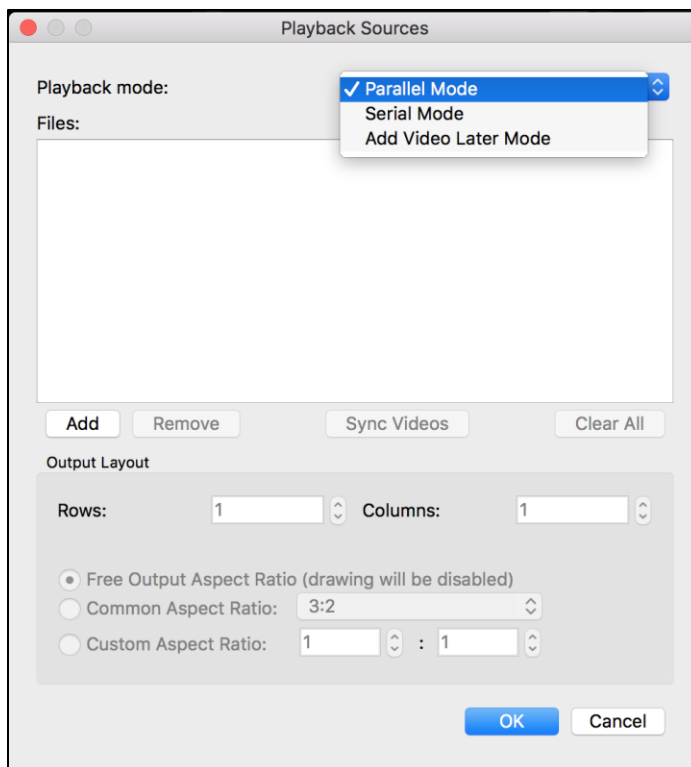 Playback Sources
Playback mode:
✓ Parallel Mode
Serial Mode
Add Video Later Mode
Files:
Add Remove Sync Videos Clear All
Output Layout
Rows: 1 Columns: 1
Free Output Aspect Ratio (drawing will be disabled)
Common Aspect Ratio: 3:2
Custom Aspect Ratio: 1 : 1
OK Cancel